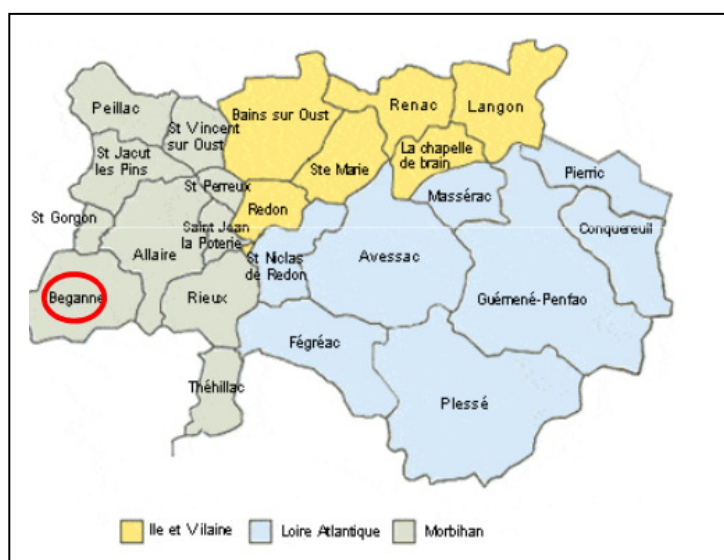 Peillac
St Vincent
sur Oust
Bains sur Oust
Renac
Langon
St Jacut
les Pins
Ste Marie
La chapelle
de brain
Pierric
St Perreux
Massérac
St Gorgon
Redon
Saint Jean
la Poterie
Conquereuil
Allaire
St Niclas
de Redon
Avessac
Beganne
Rieux
Guémené-Penfao
Fégréac
Théhillac
Plessé
Ile et Vilaine
Loire Atlantique
Morbihan